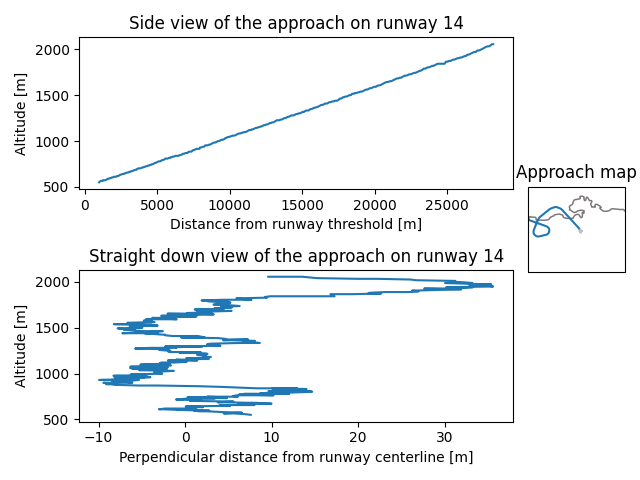 Side view of the approach on runway 14
Altitude [m]
2000
1500
1000
500
0
5000
10000
15000
20000
25000
Distance from runway threshold [m]
Approach map
Straight down view of the approach on runway 14
Altitude [m]
2000
1500
1000
500
−10
0
10
20
30
Perpendicular distance from runway centerline [m]